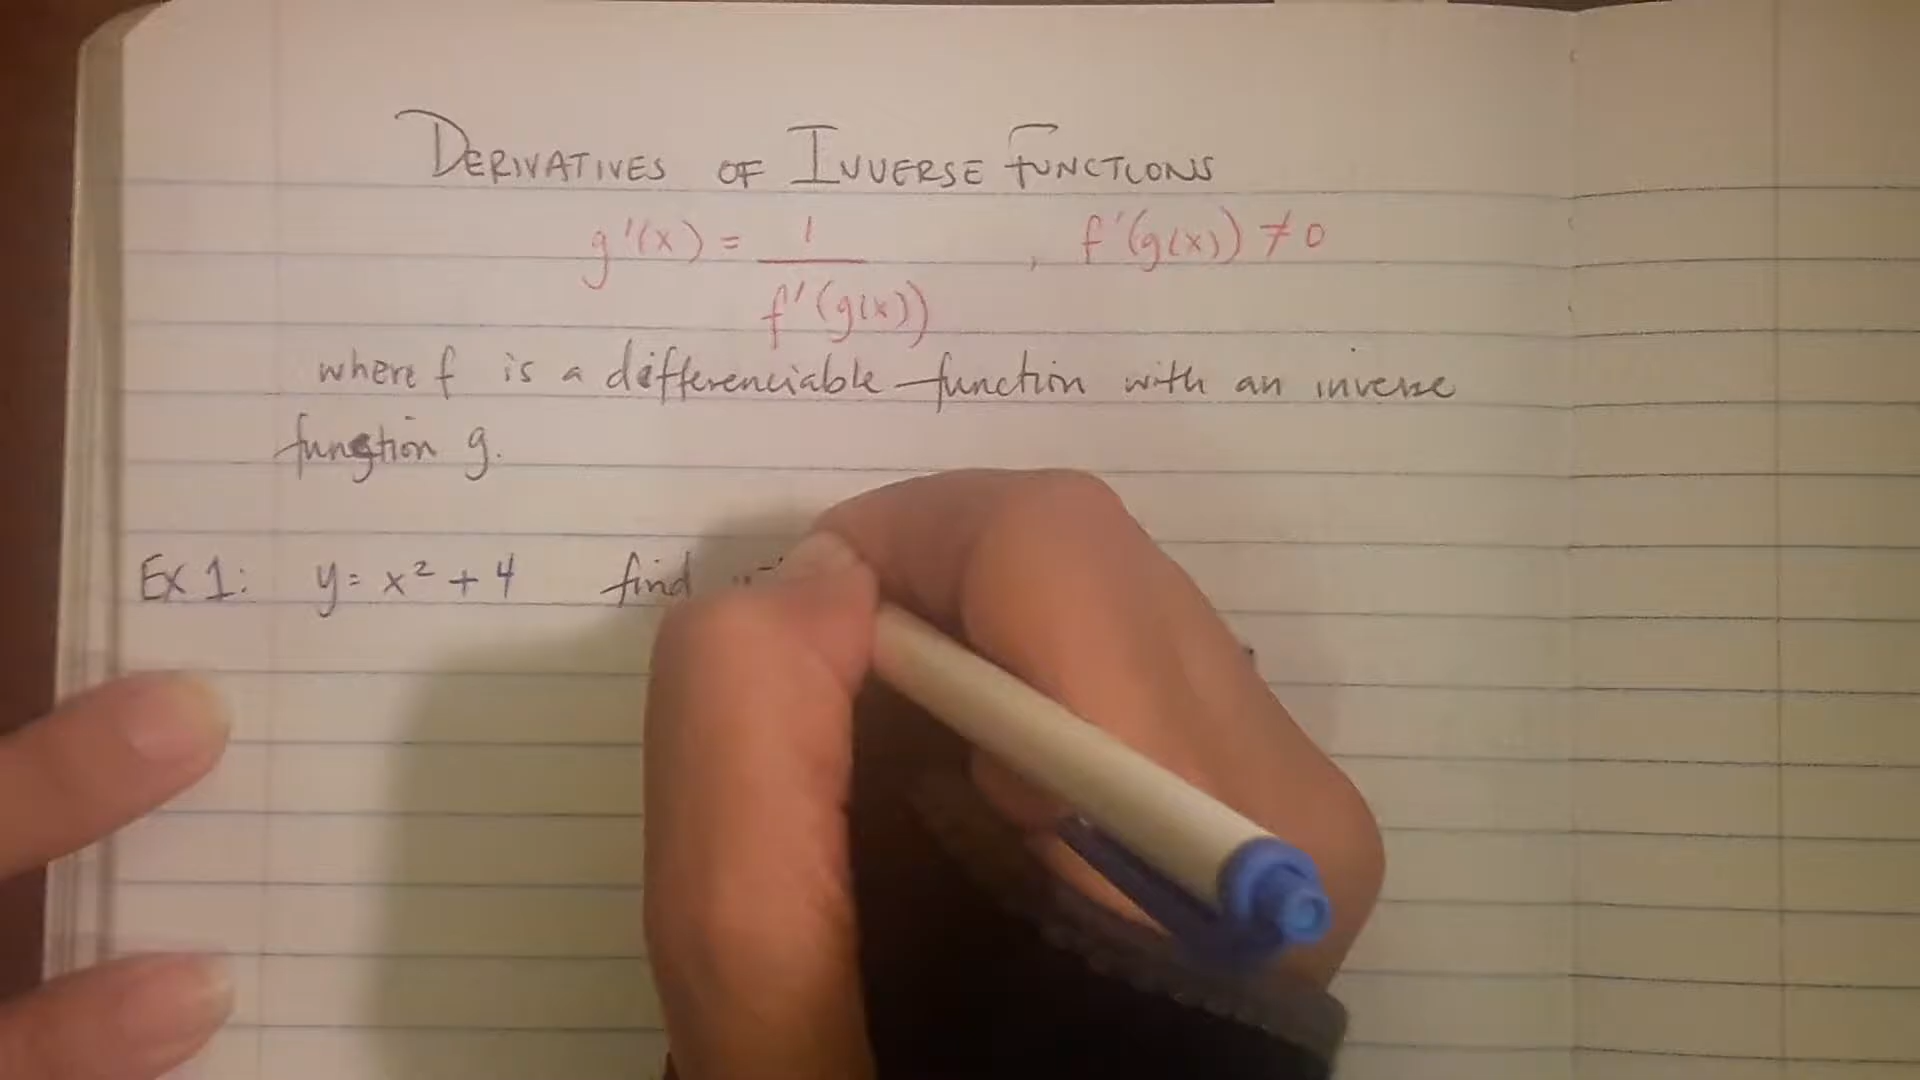 DERIVATIVES OF INVERSE FUNCTIONS
g'(x) = 1 / f'(g(x)) , f'(g(x)) ≠ 0
where f is a differenciable function with an inverse
function g.
Ex 1: y = x² + 4 find